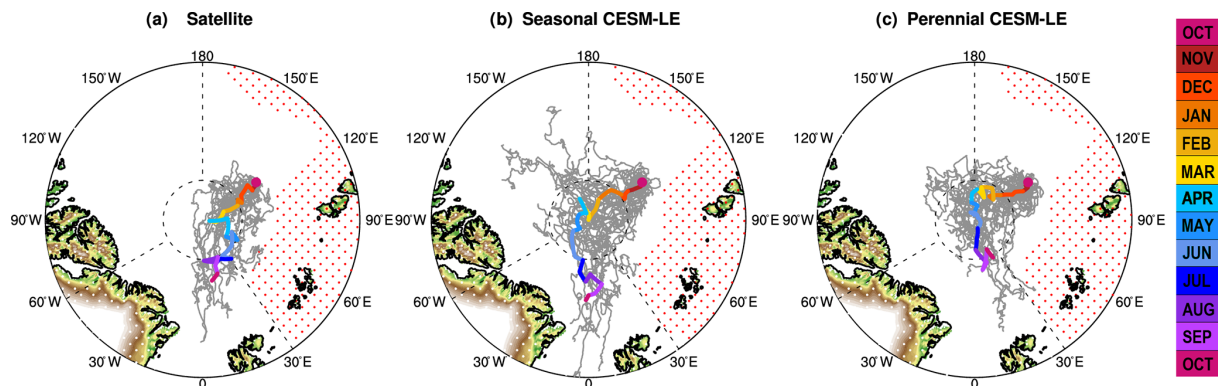 (a) Satellite
(b) Seasonal CESM-LE
(c) Perennial CESM-LE
180
150°W
150°E
120°W
120°E
90°W
90°E
60°W
60°E
30°W
30°E
0
180
150°W
150°E
120°W
120°E
90°W
90°E
60°W
60°E
30°W
30°E
0
180
150°W
150°E
120°W
120°E
90°W
90°E
60°W
60°E
30°W
30°E
0
OCT
NOV
DEC
JAN
FEB
MAR
APR
MAY
JUN
JUL
AUG
SEP
OCT